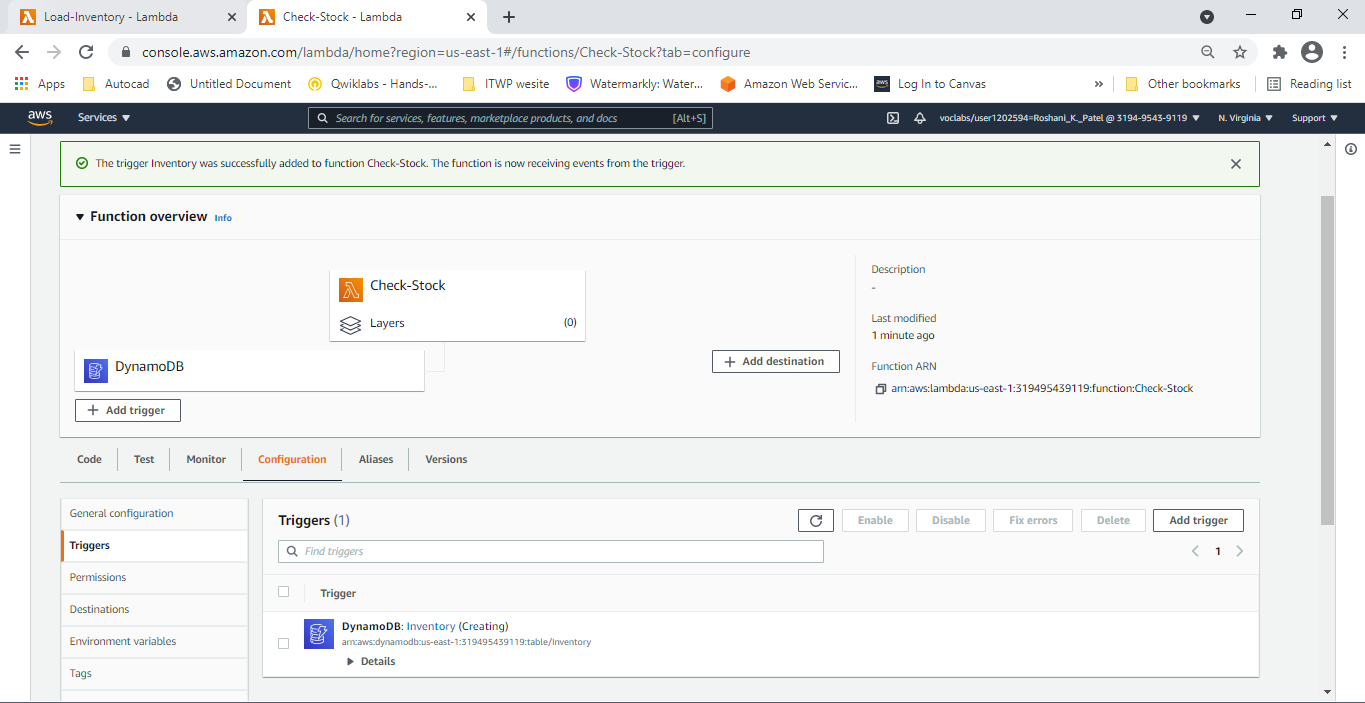 Load-Inventory - Lambda
Check-Stock - Lambda
console.aws.amazon.com/lambda/home?region=us-east-1#/functions/Check-Stock?tab=configure
Apps Autocad Untitled Document Qwiklabs - Hands-... ITWP wesite Watermarkly: Water... Amazon Web Servic... aws Log In to Canvas » Other bookmarks Reading list
aws Services Search for services, features, marketplace products, and docs [Alt+S] voclabs/user1202594=Roshani_K._Patel @ 3194-9543-9119 N. Virginia Support
The trigger Inventory was successfully added to function Check-Stock. The function is now receiving events from the trigger.
Function overview Info
Check-Stock
Layers (0)
DynamoDB
+ Add trigger
+ Add destination
Description
-
Last modified
1 minute ago
Function ARN
arn:aws:lambda:us-east-1:319495439119:function:Check-Stock
Code Test Monitor Configuration Aliases Versions
General configuration
Triggers
Permissions
Destinations
Environment variables
Tags
Triggers (1)
Enable Disable Fix errors Delete Add trigger
Find triggers
1
Trigger
DynamoDB: Inventory (Creating)
arn:aws:dynamodb:us-east-1:319495439119:table/Inventory
Details